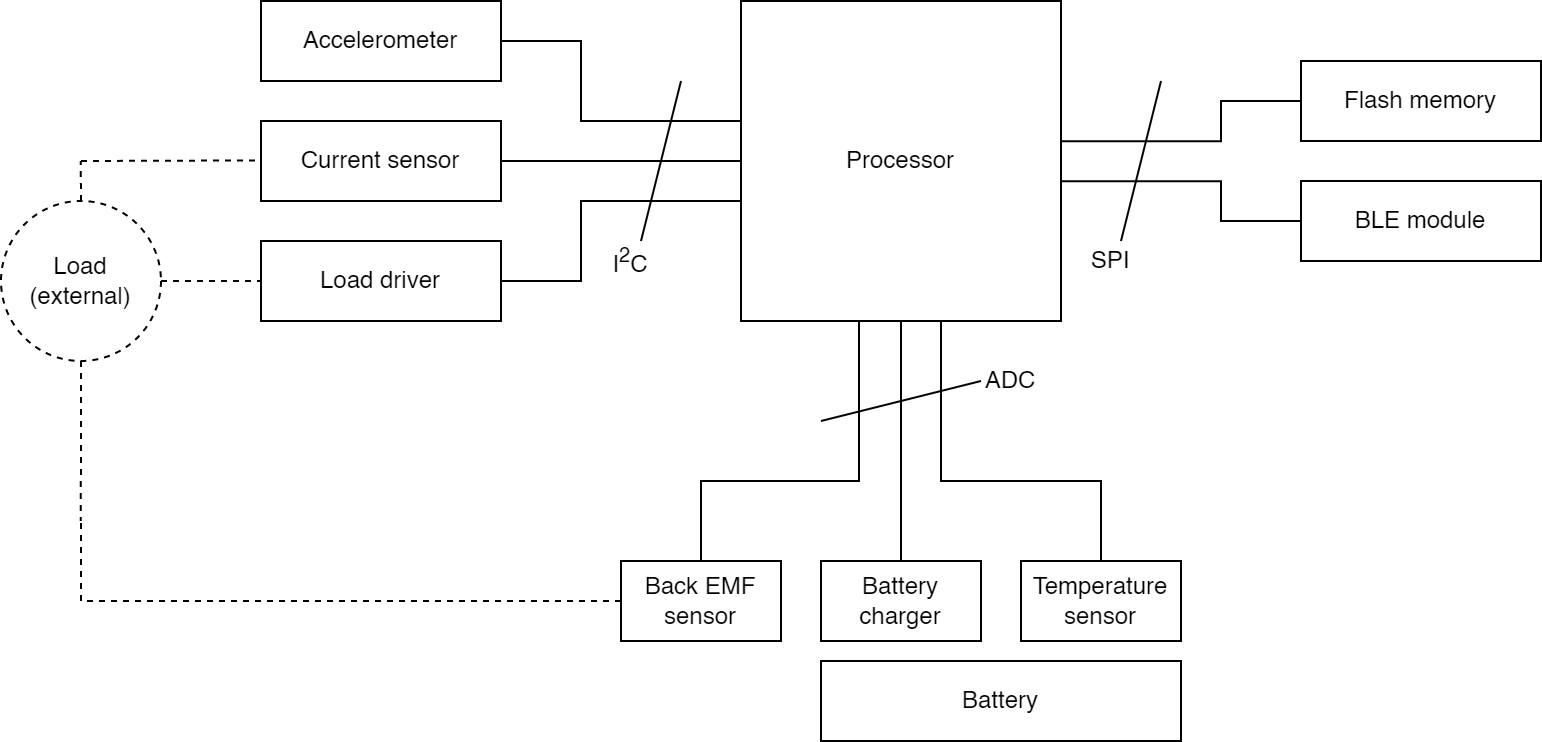 Accelerometer
Processor
Flash memory
Current sensor
BLE module
Load
(external)
Load driver
I²C
SPI
ADC
Back EMF
sensor
Battery
charger
Temperature
sensor
Battery